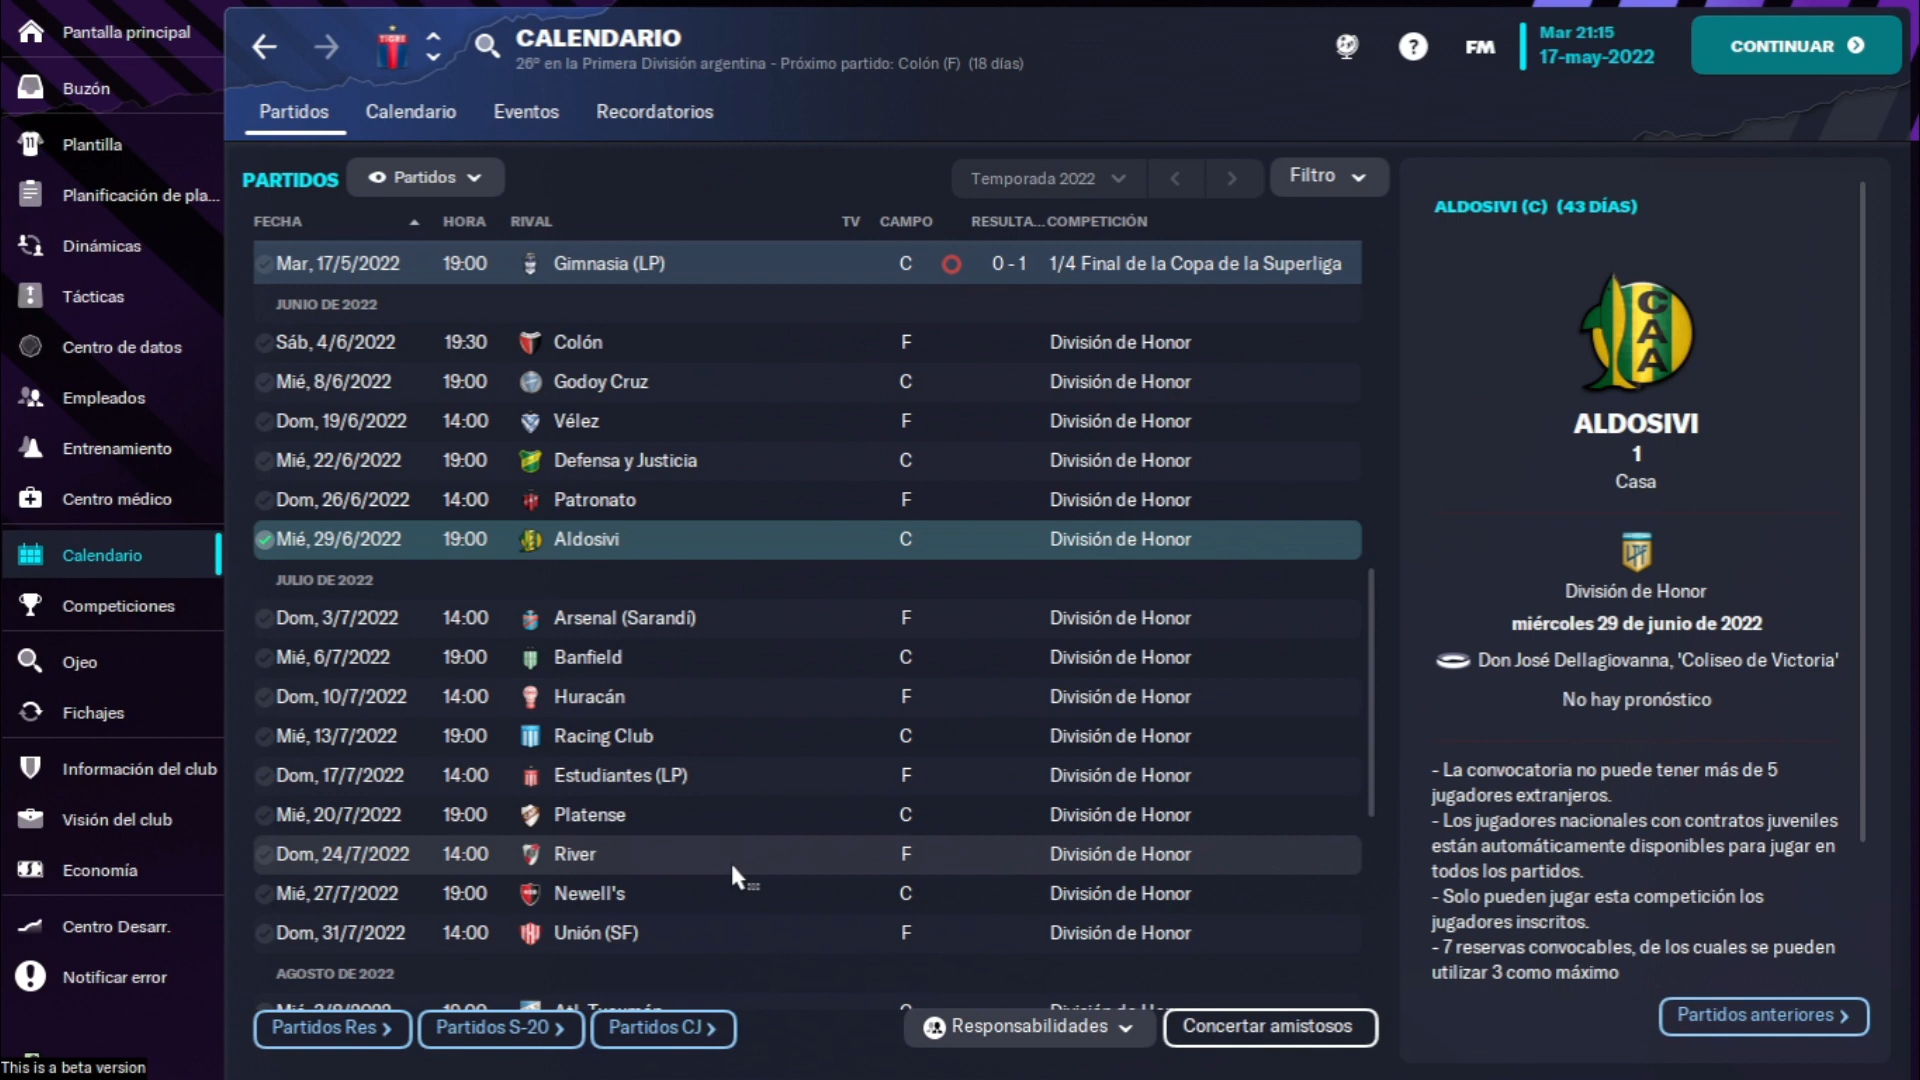 Pantalla principal
Buzón
Plantilla
Planificación de pla...
Dinámicas
Tácticas
Centro de datos
Empleados
Entrenamiento
Centro médico
Calendario
Competiciones
Ojeo
Fichajes
Información del club
Visión del club
Economía
Centro Desarr.
Notificar error
This is a beta version
TIGRE
CALENDARIO
26º en la Primera División argentina - Próximo partido: Colón (F) (18 días)
FM
Mar 21:15
17-may-2022
CONTINUAR
Partidos Calendario Eventos Recordatorios
PARTIDOS
Partidos
Temporada 2022
Filtro
FECHA HORA RIVAL TV CAMPO RESULTA... COMPETICIÓN
Mar, 17/5/2022 19:00 Gimnasia (LP) C 0 - 1 1/4 Final de la Copa de la Superliga
JUNIO DE 2022
Sáb, 4/6/2022 19:30 Colón F División de Honor
Mié, 8/6/2022 19:00 Godoy Cruz C División de Honor
Dom, 19/6/2022 14:00 Vélez F División de Honor
Mié, 22/6/2022 19:00 Defensa y Justicia C División de Honor
Dom, 26/6/2022 14:00 Patronato F División de Honor
Mié, 29/6/2022 19:00 Aldosivi C División de Honor
JULIO DE 2022
Dom, 3/7/2022 14:00 Arsenal (Sarandí) F División de Honor
Mié, 6/7/2022 19:00 Banfield C División de Honor
Dom, 10/7/2022 14:00 Huracán F División de Honor
Mié, 13/7/2022 19:00 Racing Club C División de Honor
Dom, 17/7/2022 14:00 Estudiantes (LP) F División de Honor
Mié, 20/7/2022 19:00 Platense C División de Honor
Dom, 24/7/2022 14:00 River F División de Honor
Mié, 27/7/2022 19:00 Newell's C División de Honor
Dom, 31/7/2022 14:00 Unión (SF) F División de Honor
AGOSTO DE 2022
Partidos Res
Partidos S-20
Partidos CJ
Responsabilidades
Concertar amistosos
ALDOSIVI (C) (43 DÍAS)
CAA
ALDOSIVI
1
Casa
LPF
División de Honor
miércoles 29 de junio de 2022
Don José Dellagiovanna, 'Coliseo de Victoria'
No hay pronóstico
- La convocatoria no puede tener más de 5
jugadores extranjeros.
- Los jugadores nacionales con contratos juveniles
están automáticamente disponibles para jugar en
todos los partidos.
- Solo pueden jugar esta competición los
jugadores inscritos.
- 7 reservas convocables, de los cuales se pueden
utilizar 3 como máximo
Partidos anteriores